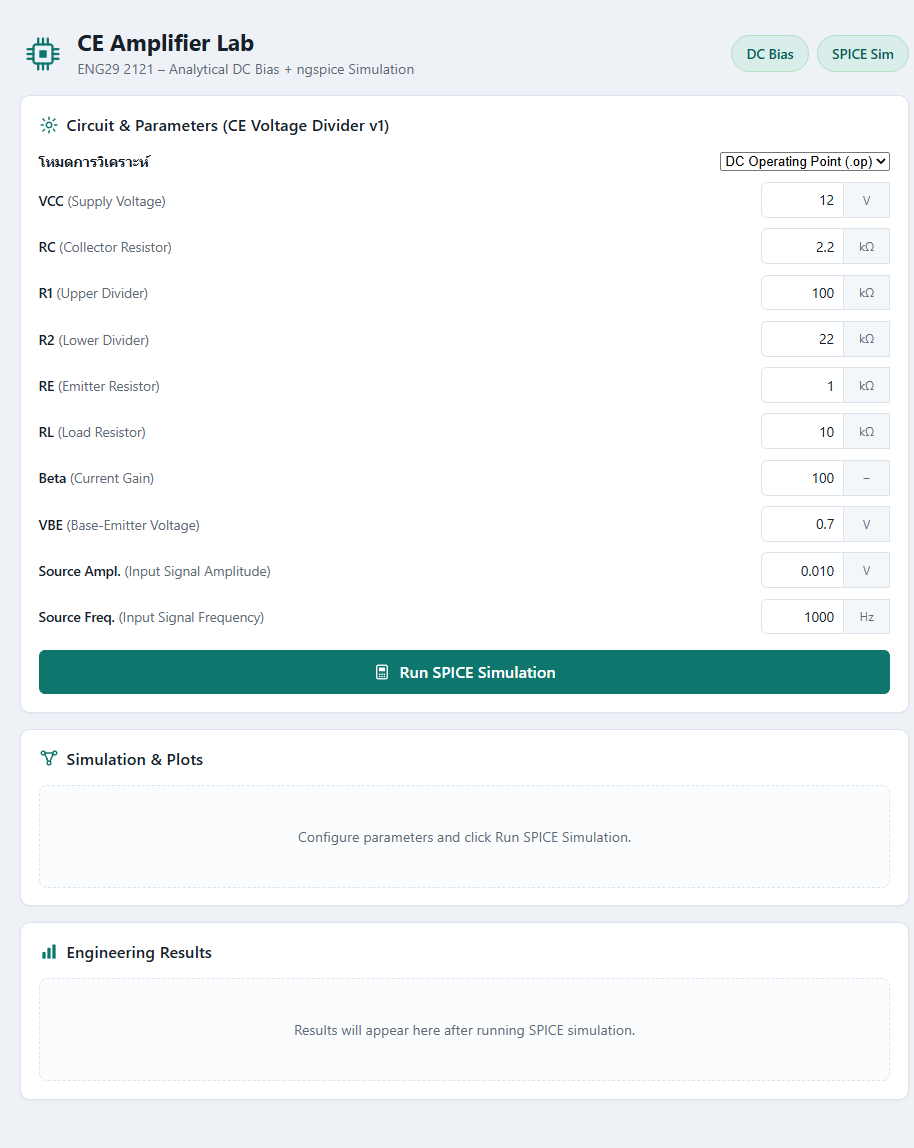 CE Amplifier Lab
ENG29 2121 – Analytical DC Bias + ngspice Simulation
DC Bias
SPICE Sim
Circuit & Parameters (CE Voltage Divider v1)
โหมดการวิเคราะห์
DC Operating Point (.op)
VCC (Supply Voltage) 12 V
RC (Collector Resistor) 2.2 kΩ
R1 (Upper Divider) 100 kΩ
R2 (Lower Divider) 22 kΩ
RE (Emitter Resistor) 1 kΩ
RL (Load Resistor) 10 kΩ
Beta (Current Gain) 100 –
VBE (Base-Emitter Voltage) 0.7 V
Source Ampl. (Input Signal Amplitude) 0.010 V
Source Freq. (Input Signal Frequency) 1000 Hz
Run SPICE Simulation
Simulation & Plots
Configure parameters and click Run SPICE Simulation.
Engineering Results
Results will appear here after running SPICE simulation.